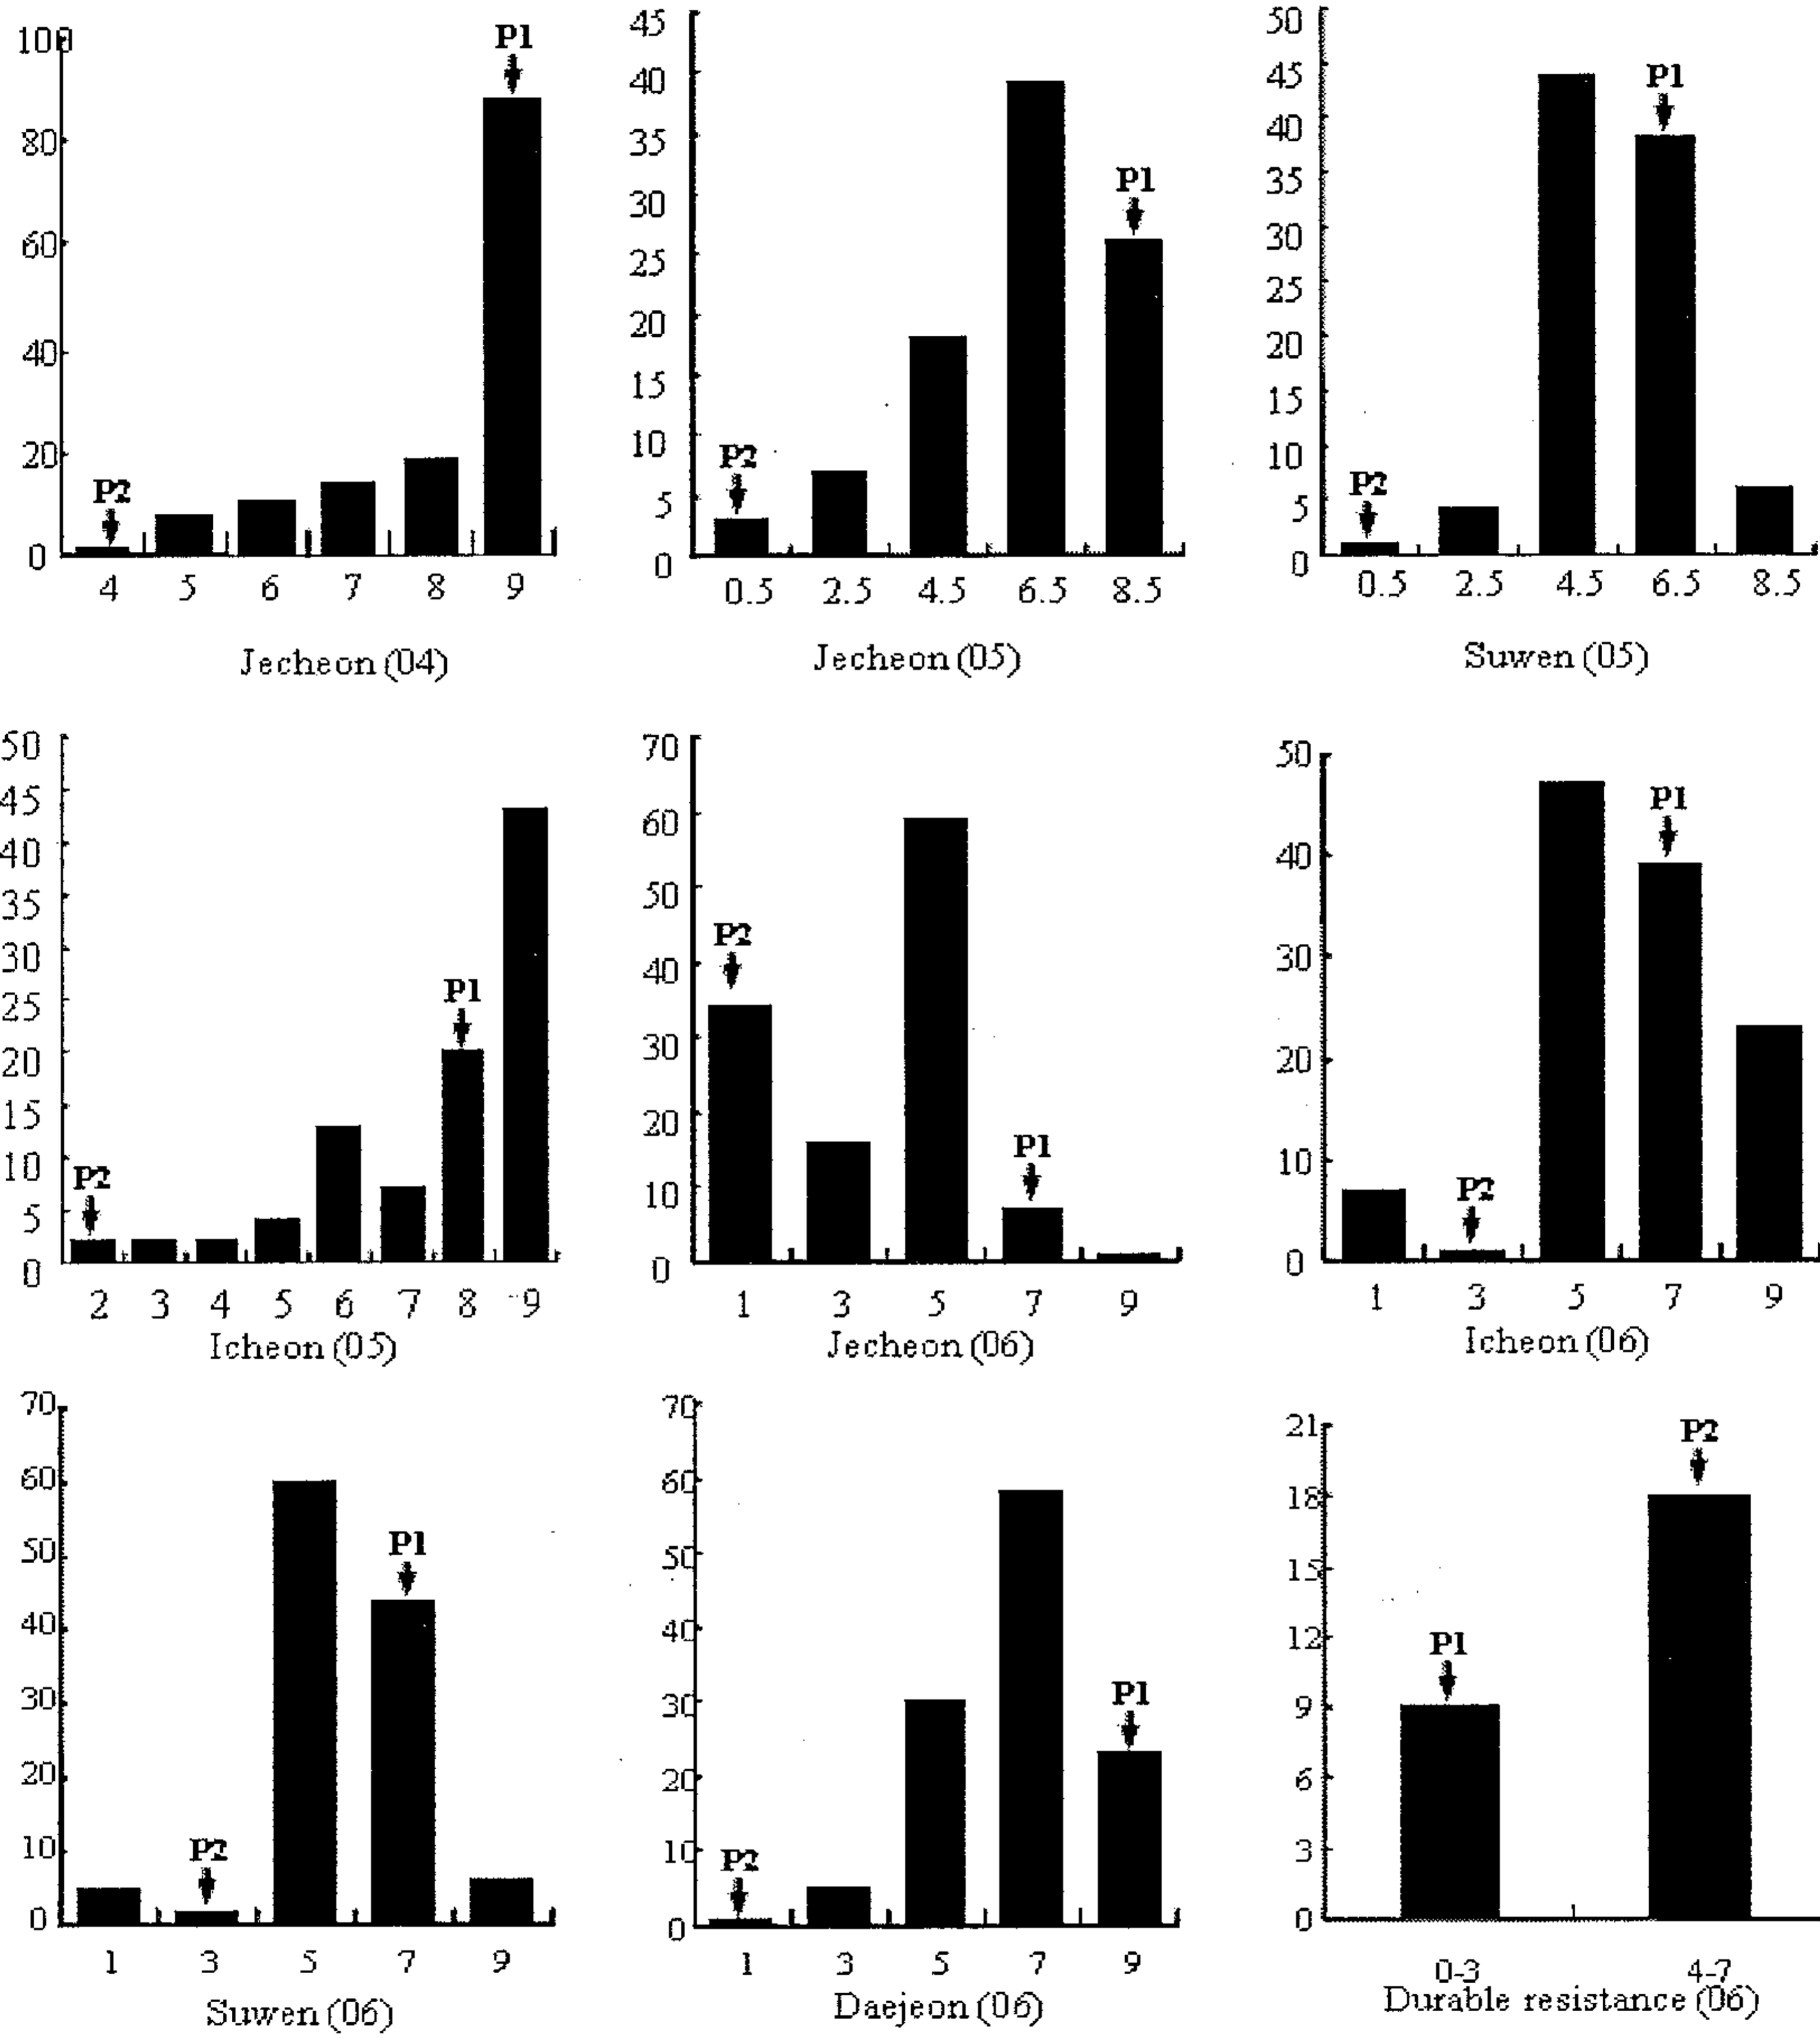 100
80
60
40
20
0
P2
P1
4 5 6 7 8 9
Jecheon (04)
45
40
35
30
25
20
15
10
5
0
P2
P1
0.5 2.5 4.5 6.5 8.5
Jecheon (05)
50
45
40
35
30
25
20
15
10
5
0
P2
P1
0.5 2.5 4.5 6.5 8.5
Suwen (05)
50
45
40
35
30
25
20
15
10
5
0
P2
P1
2 3 4 5 6 7 8 9
Icheon (05)
70
60
50
40
30
20
10
0
P2
P1
1 3 5 7 9
Jecheon (06)
50
40
30
20
10
0
P2
P1
1 3 5 7 9
Icheon (06)
70
60
50
40
30
20
10
0
P2
P1
1 3 5 7 9
Suwen (06)
70
60
50
40
30
20
10
0
P2
P1
1 3 5 7 9
Daejeon (06)
21
18
15
12
9
6
3
0
P1
P2
0-3 4-7
Durable resistance (06)